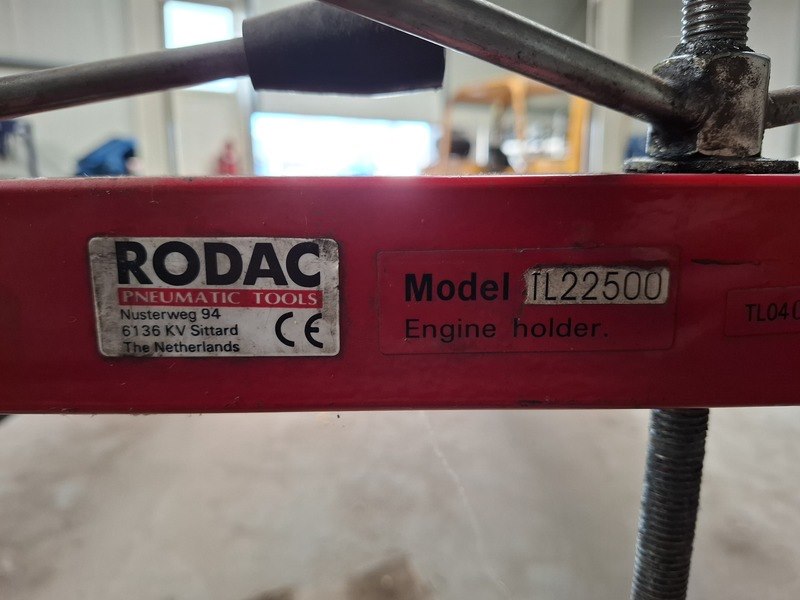 RODAC
PNEUMATIC TOOLS
Nusterweg 94
6136 KV Sittard
The Netherlands
CE
Model TL22500
Engine holder.